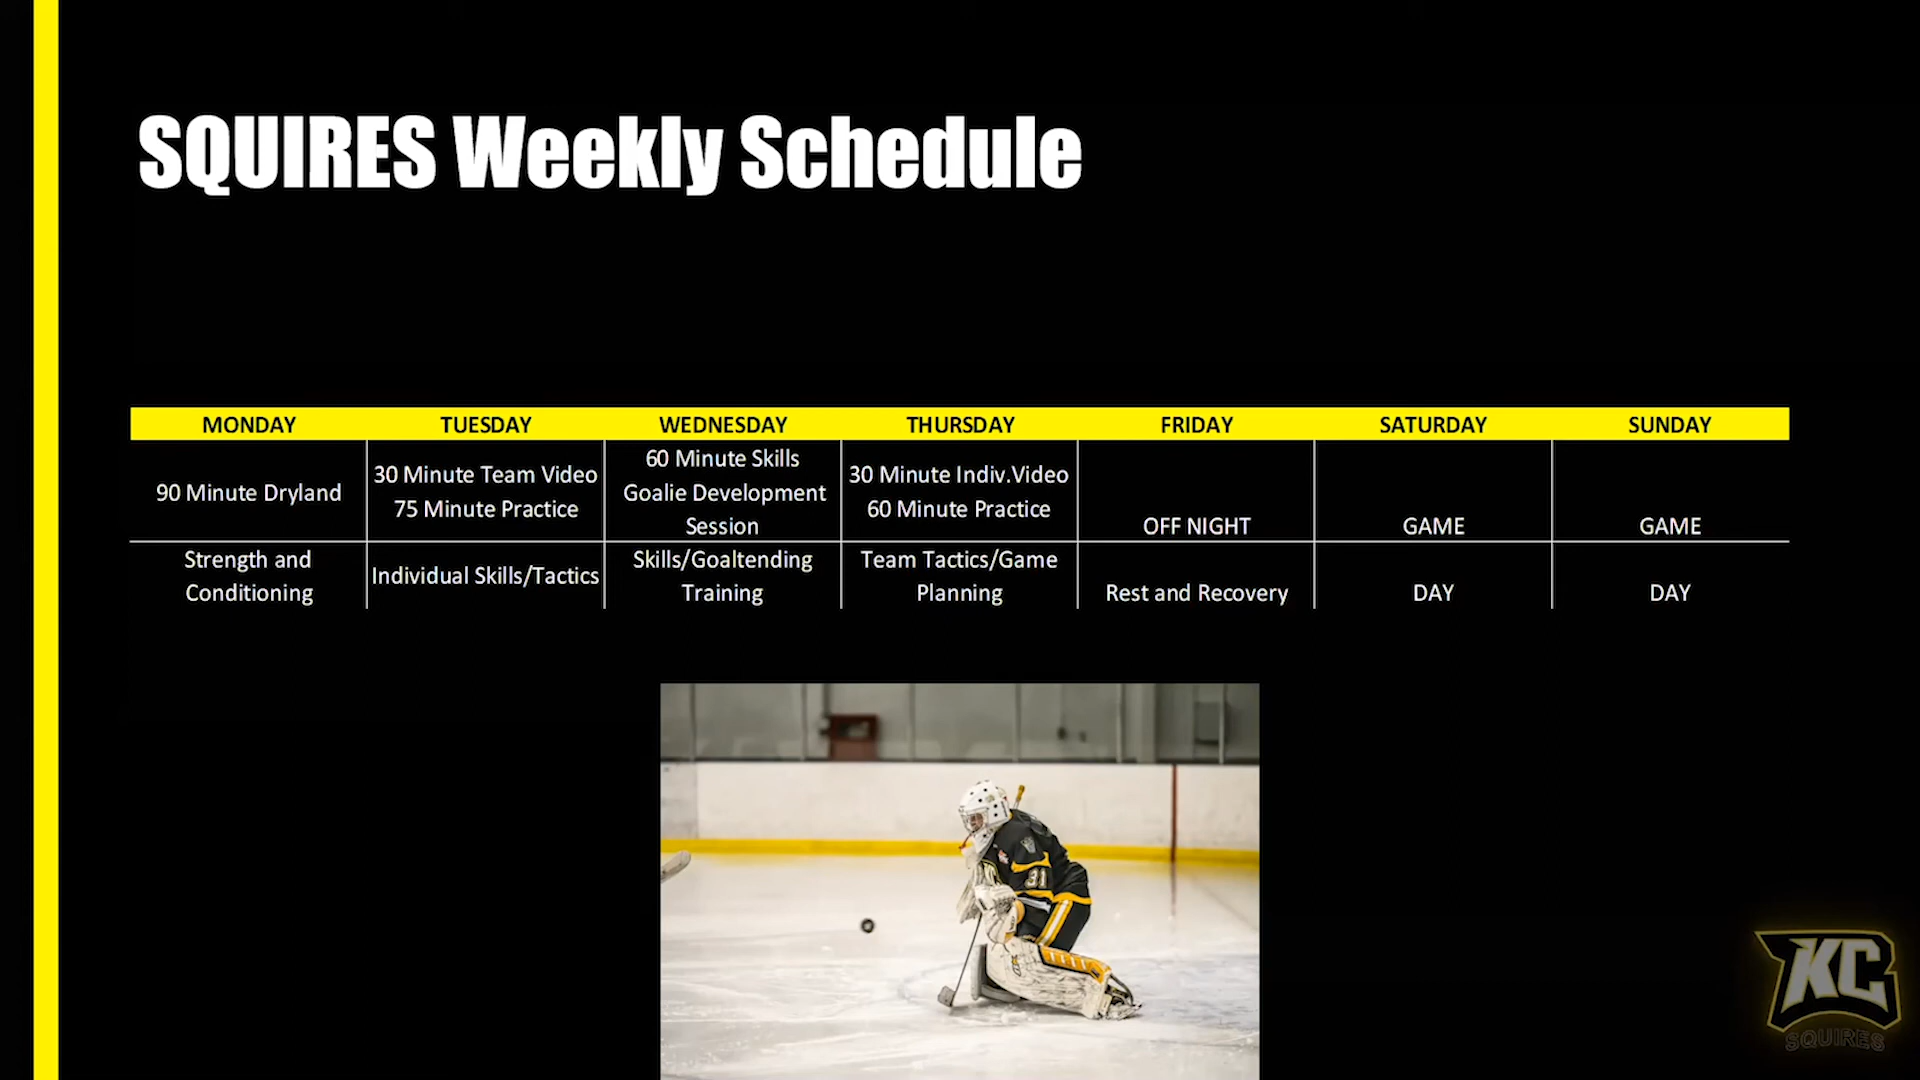 SQUIRES Weekly Schedule
MONDAY TUESDAY WEDNESDAY THURSDAY FRIDAY SATURDAY SUNDAY
90 Minute Dryland
30 Minute Team Video
75 Minute Practice
60 Minute Skills
Goalie Development
Session
30 Minute Indiv.Video
60 Minute Practice
OFF NIGHT
GAME
GAME
Strength and
Conditioning
Individual Skills/Tactics
Skills/Goaltending
Training
Team Tactics/Game
Planning
Rest and Recovery
DAY
DAY
31
KC
SQUIRES